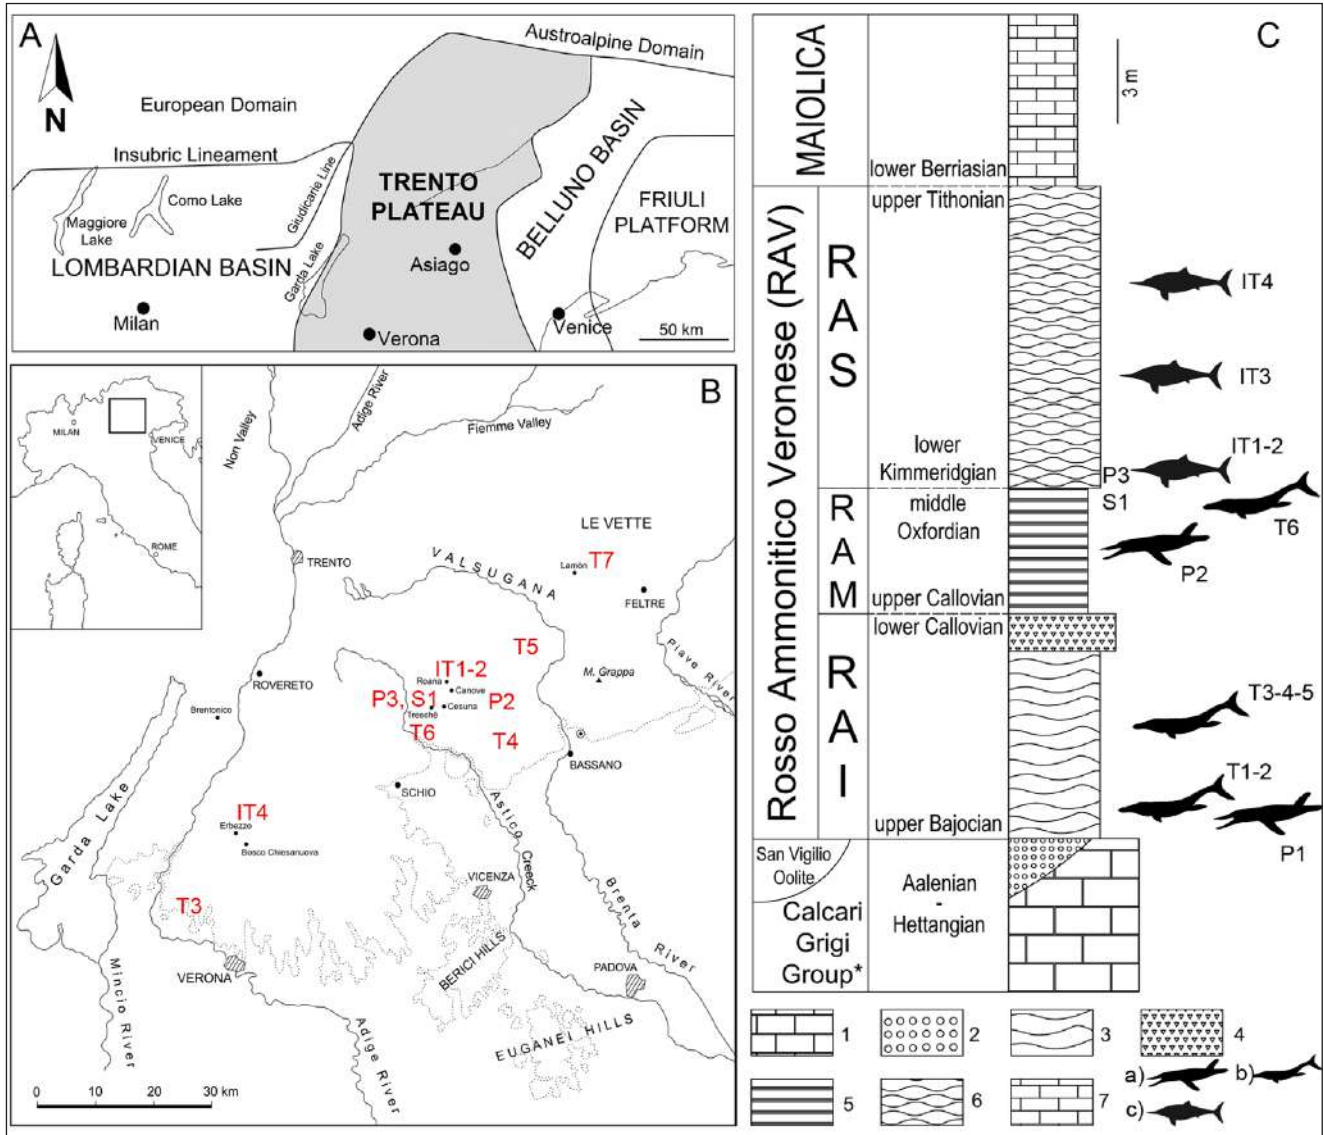 A
N
European Domain
Austroalpine Domain
Insubric Lineament
Maggiore
Lake
Como Lake
Giudicarie Line
Garda Lake
LOMBARDIAN BASIN
Milan
TRENTO
PLATEAU
Asiago
Verona
BELLUNO BASIN
FRIULI
PLATFORM
Venice
50 km
B
MILAN
VENICE
ROME
Non Valley
Adige River
Fiemme Valley
TRENTO
VALSUGANA
LE VETTE
Lamon
T7
FELTRE
Piave River
T5
M. Grappa
IT1-2
Roana
Canove
P3, S1
Cesuna
P2
Treschè
T6
T4
BASSANO
ROVERETO
Brentonico
SCHIO
Astico Creeck
Garda Lake
IT4
Erbezzo
Bosco Chiesanuova
T3
VICENZA
Brenta River
VERONA
BERICI HILLS
PADOVA
EUGANEI HILLS
Mincio River
Adige River
0 10 20 30 km
C
3 m
MAIOLICA
lower Berriasian
Rosso Ammonitico Veronese (RAV)
RAS
upper Tithonian
IT4
IT3
IT1-2
lower
Kimmeridgian
P3
S1
RAM
middle
Oxfordian
T6
P2
upper Callovian
RAI
lower Callovian
T3-4-5
T1-2
upper Bajocian
P1
San Vigilio
Oolite
Calcari
Grigi
Group*
Aalenian
-
Hettangian
1 2 3 4
a) b)
5 6 7 c)